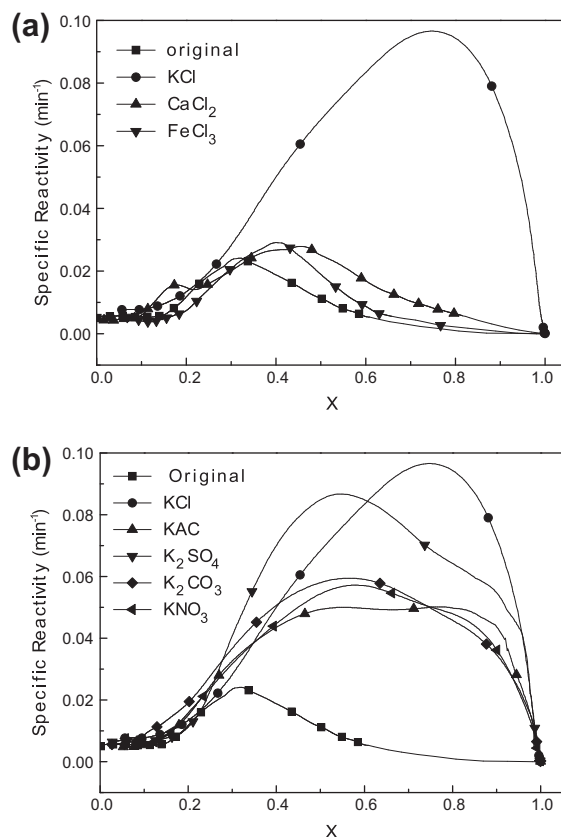 (a)
0.10
0.08
0.06
0.04
0.02
0.00
Specific Reactivity (min⁻¹)
original
KCl
CaCl₂
FeCl₃
0.0 0.2 0.4 0.6 0.8 1.0
X
(b)
0.10
0.08
0.06
0.04
0.02
0.00
Specific Reactivity (min⁻¹)
Original
KCl
KAC
K₂SO₄
K₂CO₃
KNO₃
0.0 0.2 0.4 0.6 0.8 1.0
X